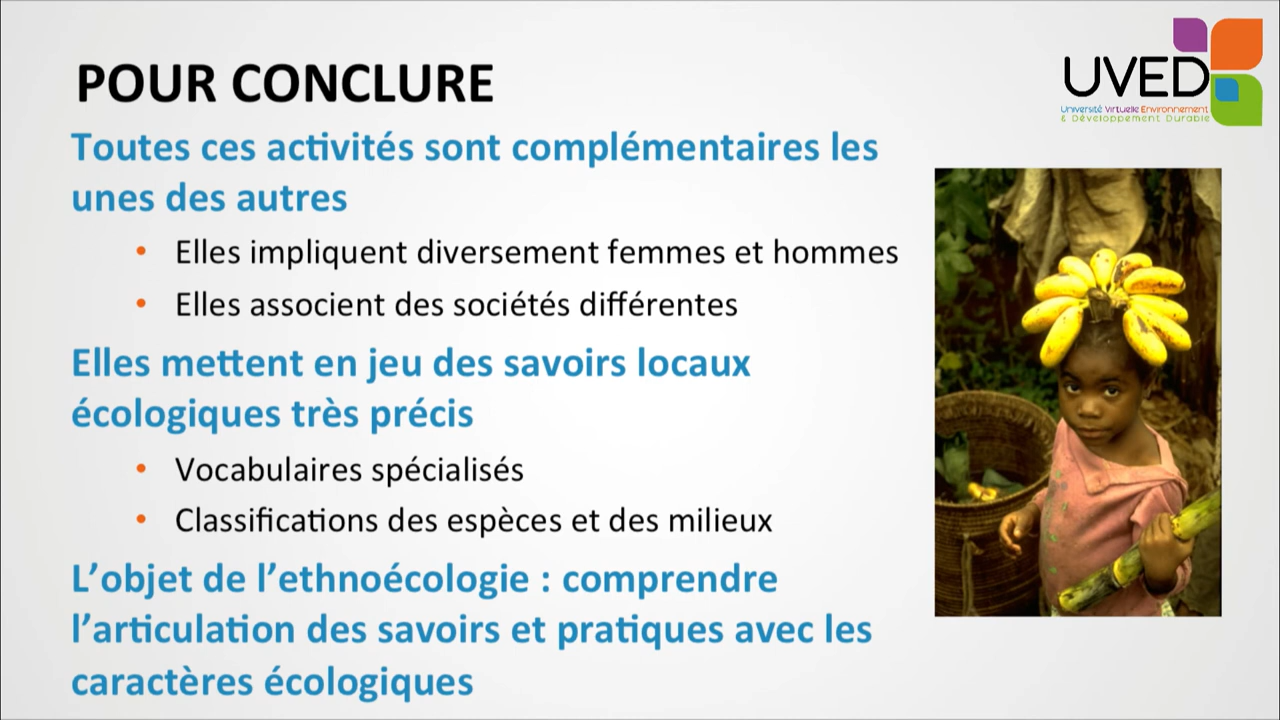 POUR CONCLURE
UVED
Université Virtuelle Environnement
& Développement Durable
Toutes ces activités sont complémentaires les
unes des autres
• Elles impliquent diversement femmes et hommes
• Elles associent des sociétés différentes
Elles mettent en jeu des savoirs locaux
écologiques très précis
• Vocabulaires spécialisés
• Classifications des espèces et des milieux
L’objet de l’ethnoécologie : comprendre
l’articulation des savoirs et pratiques avec les
caractères écologiques